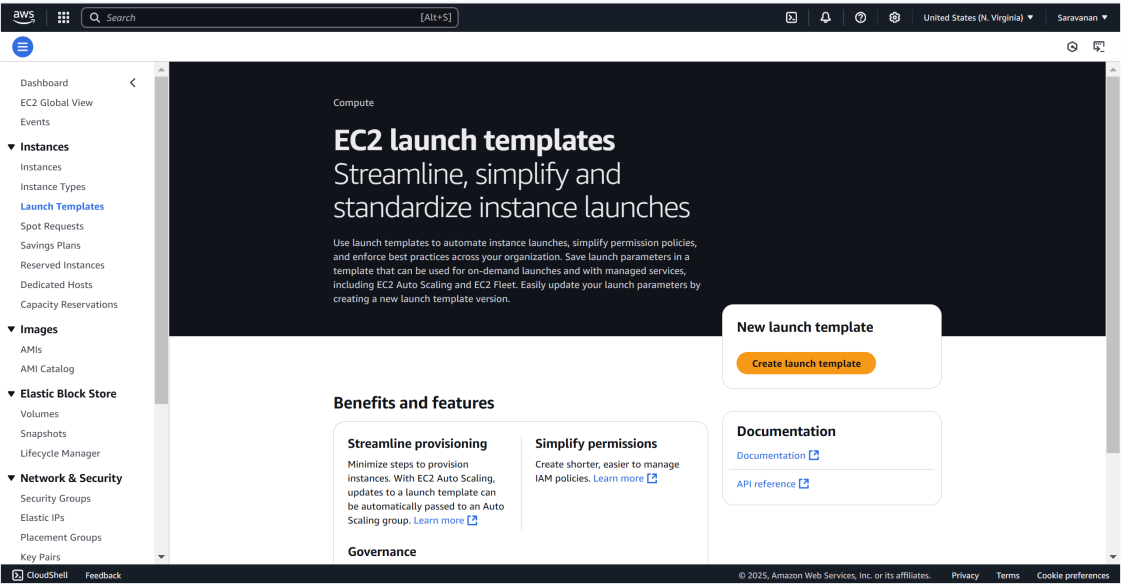 aws
Search
[Alt+S]
United States (N. Virginia)
Saravanan
Dashboard
EC2 Global View
Events
Instances
Instances
Instance Types
Launch Templates
Spot Requests
Savings Plans
Reserved Instances
Dedicated Hosts
Capacity Reservations
Images
AMIs
AMI Catalog
Elastic Block Store
Volumes
Snapshots
Lifecycle Manager
Network & Security
Security Groups
Elastic IPs
Placement Groups
Key Pairs
Compute
EC2 launch templates
Streamline, simplify and
standardize instance launches
Use launch templates to automate instance launches, simplify permission policies,
and enforce best practices across your organization. Save launch parameters in a
template that can be used for on-demand launches and with managed services,
including EC2 Auto Scaling and EC2 Fleet. Easily update your launch parameters by
creating a new launch template version.
New launch template
Create launch template
Benefits and features
Streamline provisioning
Minimize steps to provision
instances. With EC2 Auto Scaling,
updates to a launch template can
be automatically passed to an Auto
Scaling group. Learn more
Simplify permissions
Create shorter, easier to manage
IAM policies. Learn more
Governance
Documentation
Documentation
API reference
CloudShell
Feedback
© 2025, Amazon Web Services, Inc. or its affiliates.
Privacy
Terms
Cookie preferences